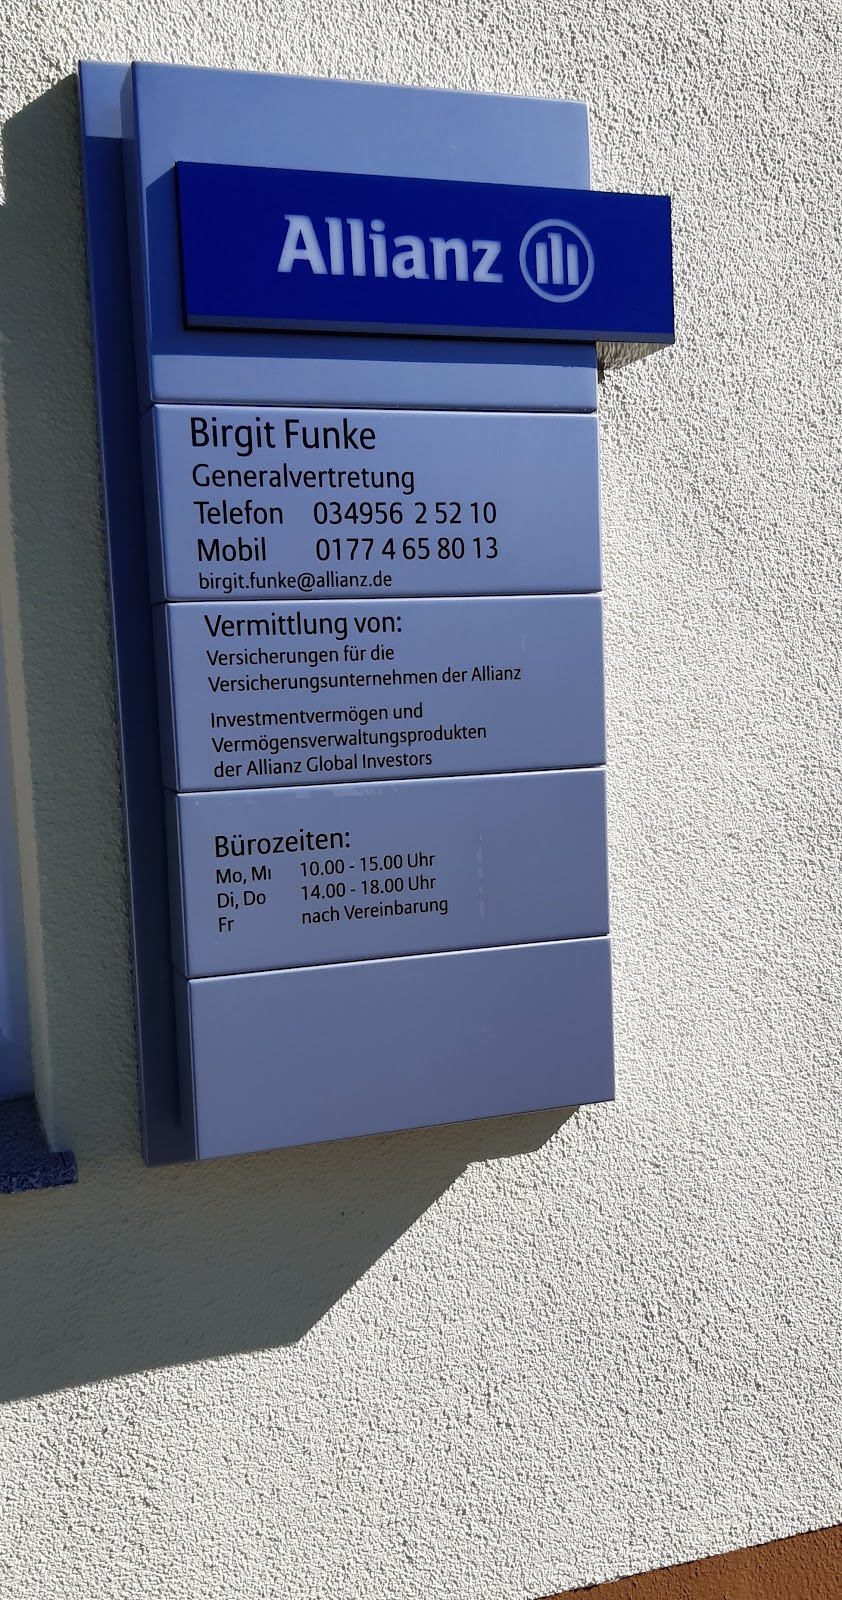 Allianz
Birgit Funke
Generalvertretung
Telefon 034956 2 52 10
Mobil 0177 4 65 80 13
birgit.funke@allianz.de
Vermittlung von:
Versicherungen für die
Versicherungsunternehmen der Allianz
Investmentvermögen und
Vermögensverwaltungsprodukten
der Allianz Global Investors
Bürozeiten:
Mo, Mi 10.00 - 15.00 Uhr
Di, Do 14.00 - 18.00 Uhr
Fr nach Vereinbarung